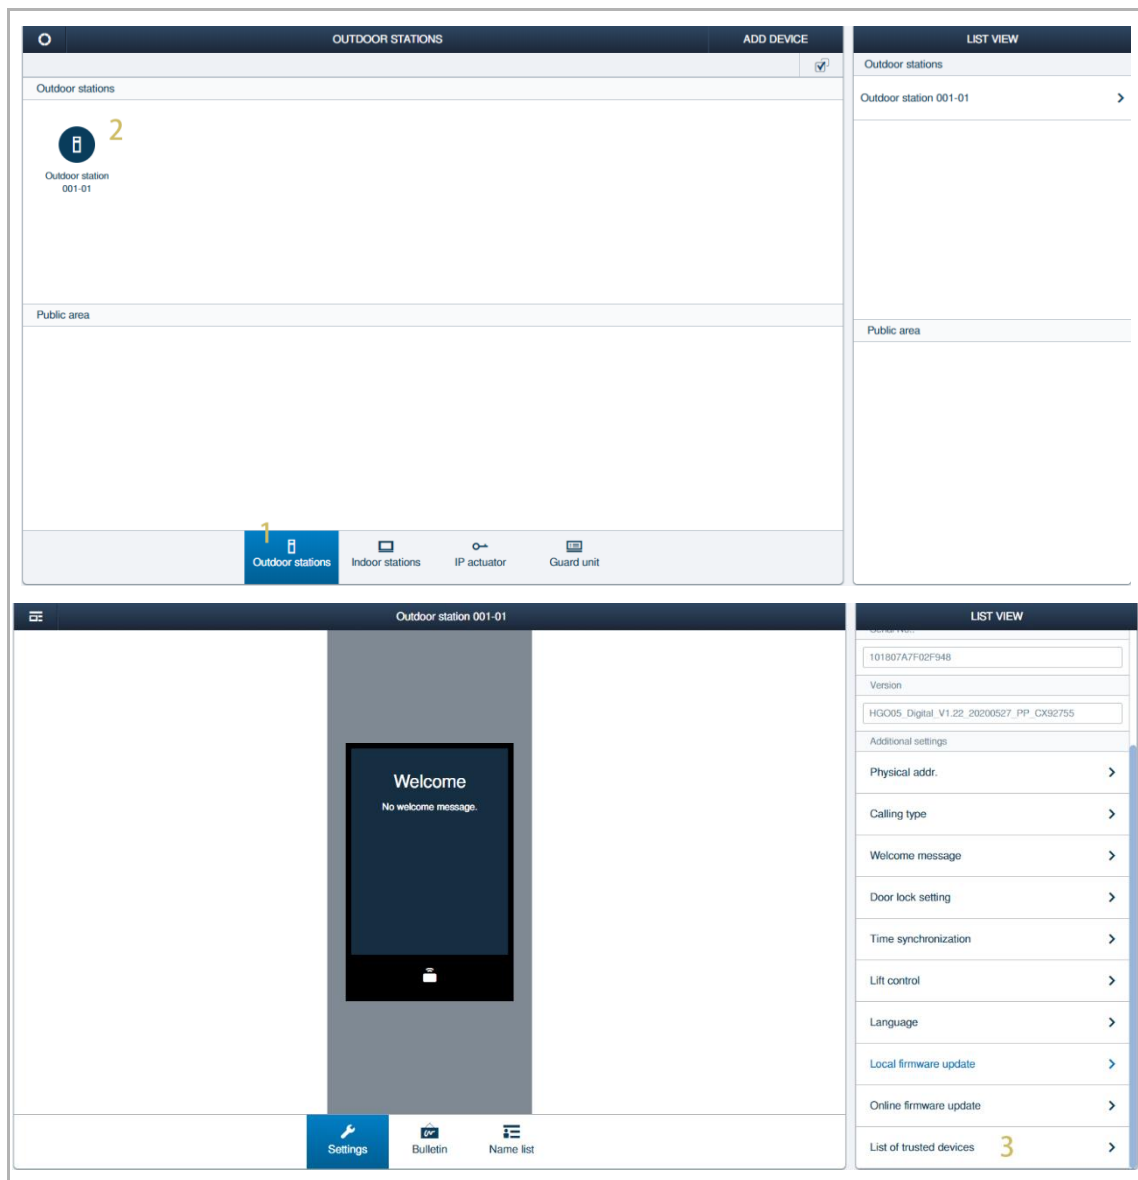 OUTDOOR STATIONS
ADD DEVICE
LIST VIEW
Outdoor stations
Outdoor stations
Outdoor station 001-01
2
Outdoor station
001-01
Public area
Public area
1
Outdoor stations
Indoor stations
IP actuator
Guard unit
Outdoor station 001-01
LIST VIEW
Serial No.:
101807A7F02F948
Version
HGO05_Digital_V1.22_20200527_PP_CX92755
Additional settings
Physical addr.
Calling type
Welcome message
Door lock setting
Time synchronization
Lift control
Language
Local firmware update
Online firmware update
List of trusted devices
3
Welcome
No welcome message.
Settings
Bulletin
Name list